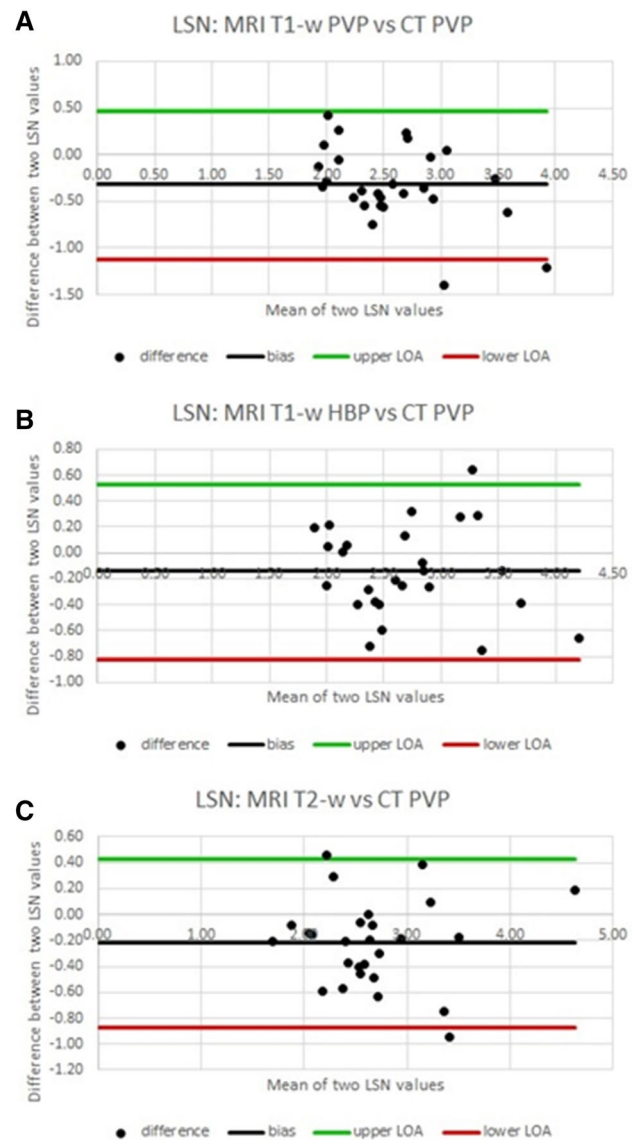 A
LSN: MRI T1-w PVP vs CT PVP
Difference between two LSN values
1.00
0.50
0.00
0.00 0.50 1.00 1.50 2.00 2.50 3.00 3.50 4.00 4.50
-0.50
-1.00
-1.50
Mean of two LSN values
difference bias upper LOA lower LOA
B
LSN: MRI T1-w HBP vs CT PVP
Difference between two LSN values
0.80
0.60
0.40
0.20
0.00
-0.20 0.00 0.50 1.00 1.50 2.00 2.50 3.00 3.50 4.00 4.50
-0.40
-0.60
-0.80
-1.00
Mean of two LSN values
difference bias upper LOA lower LOA
C
LSN: MRI T2-w vs CT PVP
Difference between two LSN values
0.60
0.40
0.20
0.00
-0.20 0.00 1.00 2.00 3.00 4.00 5.00
-0.40
-0.60
-0.80
-1.00
-1.20
Mean of two LSN values
difference bias upper LOA lower LOA